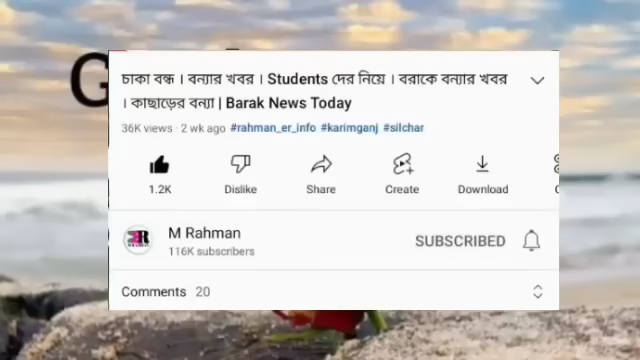 চাকা বন্ধ । বন্যার খবর । Students দের নিয়ে । বরাকে বন্যার খবর
। কাছাড়ের বন্যা | Barak News Today
36K views · 2 wk ago #rahman_er_info #karimganj #silchar
1.2K Dislike Share Create Download
M Rahman
116K subscribers
SUBSCRIBED
Comments 20